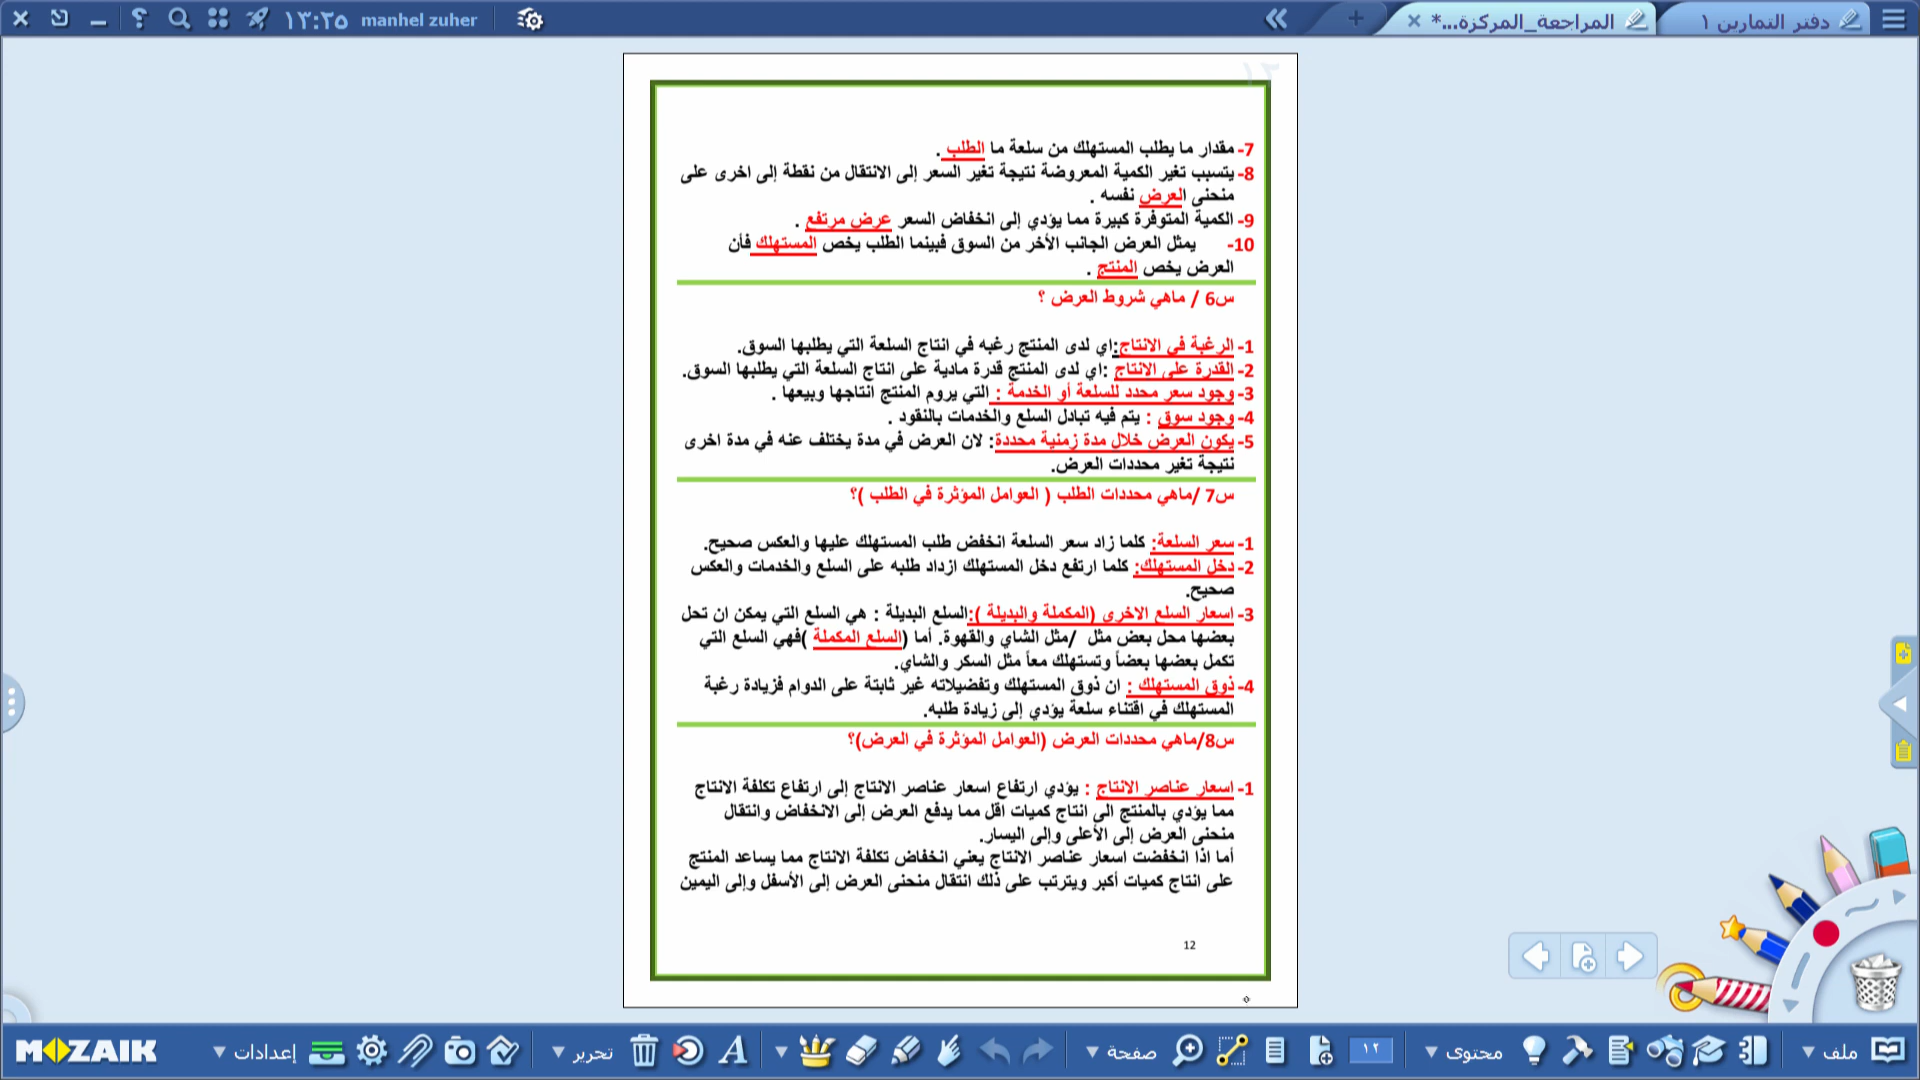 دفتر التمارين ١
المراجعة_المركزة...*
manhel zuher
١٣:٢٥
١٢
7- مقدار ما يطلب المستهلك من سلعة ما الطلب .
8- يتسبب تغير الكمية المعروضة نتيجة تغير السعر إلى الانتقال من نقطة إلى اخرى على
منحنى العرض نفسه .
9- الكمية المتوفرة كبيرة مما يؤدي إلى انخفاض السعر عرض مرتفع .
10- يمثل العرض الجانب الأخر من السوق فبينما الطلب يخص المستهلك فأن
العرض يخص المنتج .
س6 / ماهي شروط العرض ؟
1- الرغبة في الانتاج:اي لدى المنتج رغبه في انتاج السلعة التي يطلبها السوق.
2- القدرة على الانتاج :اي لدى المنتج قدرة مادية على انتاج السلعة التي يطلبها السوق.
3- وجود سعر محدد للسلعة أو الخدمة : التي يروم المنتج انتاجها وبيعها .
4- وجود سوق : يتم فيه تبادل السلع والخدمات بالنقود .
5- يكون العرض خلال مدة زمنية محددة: لان العرض في مدة يختلف عنه في مدة اخرى
نتيجة تغير محددات العرض.
س7 /ماهي محددات الطلب ( العوامل المؤثرة في الطلب )؟
1- سعر السلعة: كلما زاد سعر السلعة انخفض طلب المستهلك عليها والعكس صحيح.
2- دخل المستهلك: كلما ارتفع دخل المستهلك ازداد طلبه على السلع والخدمات والعكس
صحيح.
3- اسعار السلع الاخرى (المكملة والبديلة ):السلع البديلة : هي السلع التي يمكن ان تحل
بعضها محل بعض مثل /مثل الشاي والقهوة. أما (السلع المكملة )فهي السلع التي
تكمل بعضها بعضاً وتستهلك معاً مثل السكر والشاي.
4- ذوق المستهلك : ان ذوق المستهلك وتفضيلاته غير ثابتة على الدوام فزيادة رغبة
المستهلك في اقتناء سلعة يؤدي إلى زيادة طلبه.
س8/ماهي محددات العرض (العوامل المؤثرة في العرض)؟
1- اسعار عناصر الانتاج : يؤدي ارتفاع اسعار عناصر الانتاج إلى ارتفاع تكلفة الانتاج
مما يؤدي بالمنتج الى انتاج كميات اقل مما يدفع العرض إلى الانخفاض وانتقال
منحنى العرض إلى الأعلى وإلى اليسار.
أما اذا انخفضت اسعار عناصر الانتاج يعني انخفاض تكلفة الانتاج مما يساعد المنتج
على انتاج كميات أكبر ويترتب على ذلك انتقال منحنى العرض إلى الأسفل وإلى اليمين
12
ملف
محتوى
١٢
صفحة
تحرير
إعدادات
MOZAIK